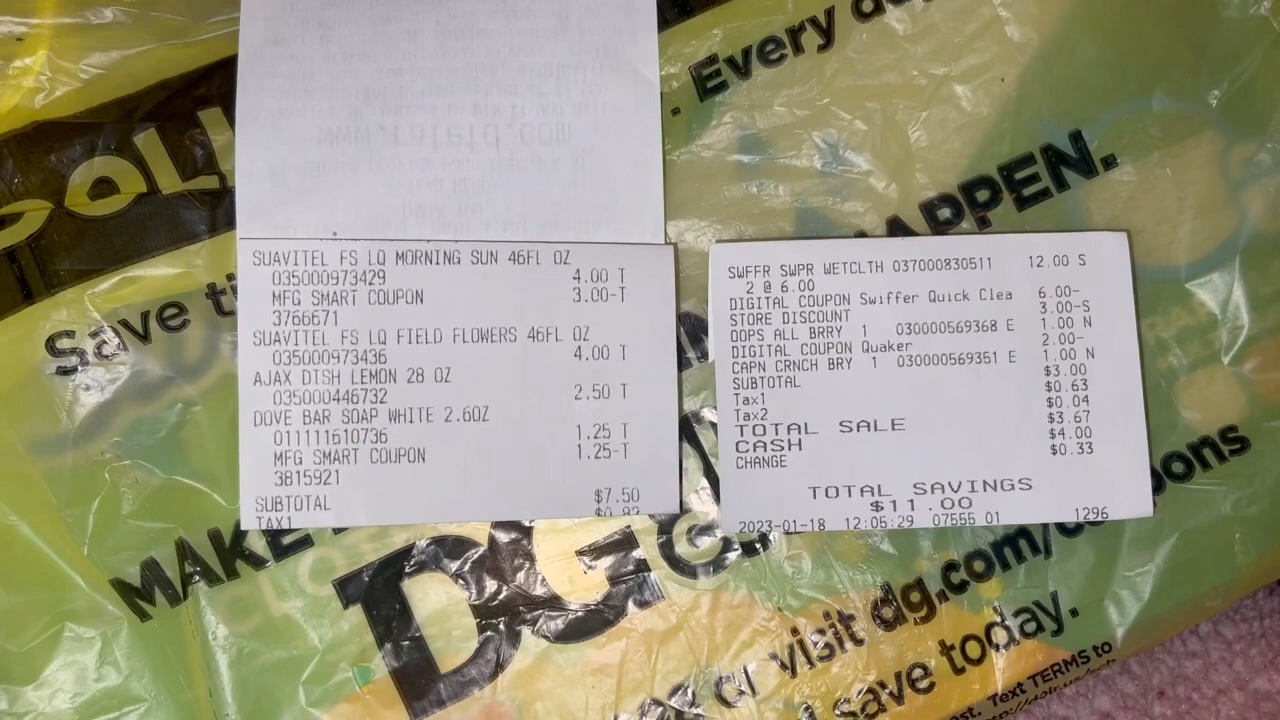 Every day
HAPPEN.
Save ti
www.ratefd.com
SUAVITEL FS LQ MORNING SUN 46FL OZ
035000973429 4.00 T
MFG SMART COUPON 3.00-T
3766671
SUAVITEL FS LQ FIELD FLOWERS 46FL OZ
035000973436 4.00 T
AJAX DISH LEMON 28 OZ
035000446732 2.50 T
DOVE BAR SOAP WHITE 2.6OZ
011111610736 1.25 T
MFG SMART COUPON 1.25-T
3815921
SUBTOTAL $7.50
TAX1 $0.82
SWFFR SWPR WETCLTH 037000830511 12.00 S
2 @ 6.00
DIGITAL COUPON Swiffer Quick Clea 6.00-
STORE DISCOUNT 3.00-S
OOPS ALL BRRY 1 030000569368 E 1.00 N
DIGITAL COUPON Quaker 2.00-
CAPN CRNCH BRY 1 030000569351 E 1.00 N
SUBTOTAL $3.00
Tax1 $0.63
Tax2 $0.04
TOTAL SALE $3.67
CASH $4.00
CHANGE $0.33
TOTAL SAVINGS
$11.00
2023-01-18 12:05:29 07555 01 1296
MAKE
DG
or visit dg.com/coupons
save today.
Text TERMS to